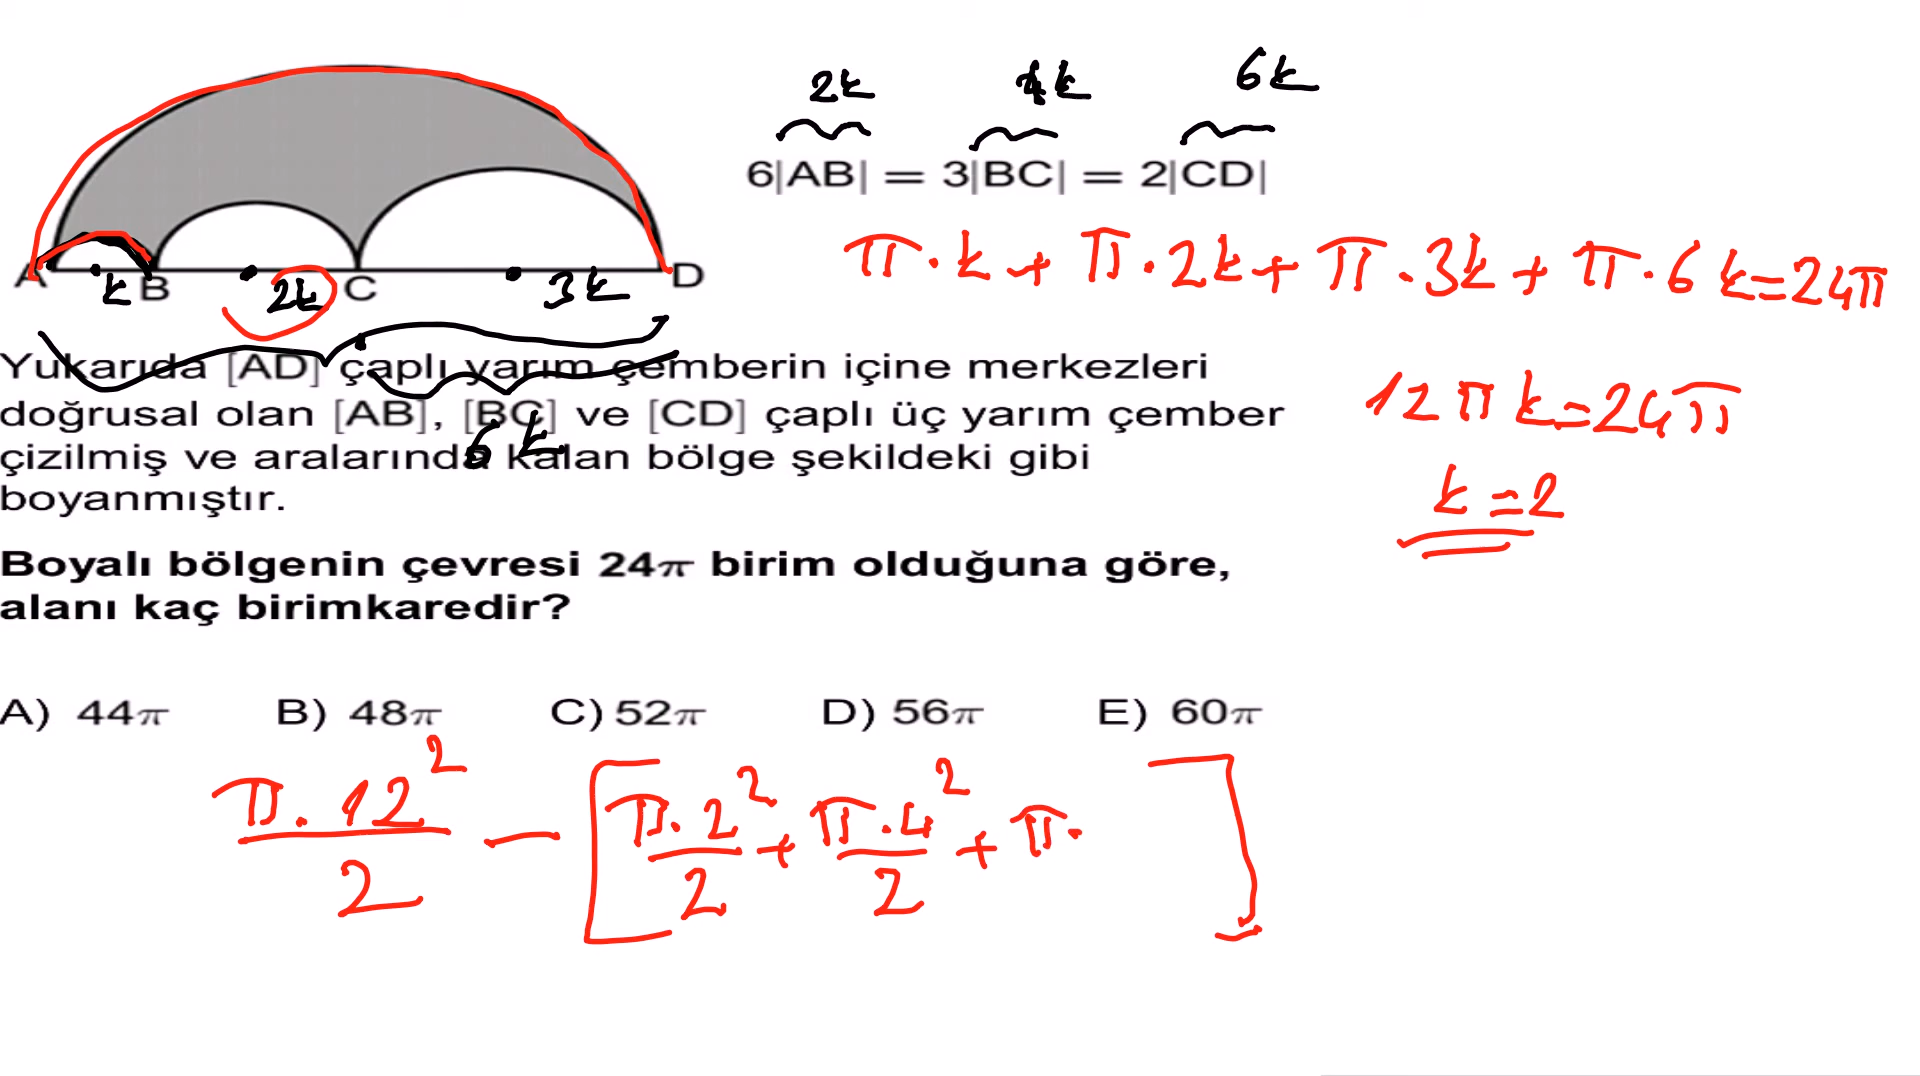 2k 4k 6k
6|AB| = 3|BC| = 2|CD|
π·k + π·2k + π·3k + π·6k=24π
A k B 2k C 3k D
Yukarıda [AD] çaplı yarım çemberin içine merkezleri
doğrusal olan [AB], [BC] ve [CD] çaplı üç yarım çember
6k
çizilmiş ve aralarında kalan bölge şekildeki gibi
boyanmıştır.
12πk=24π
k=2
Boyalı bölgenin çevresi 24π birim olduğuna göre,
alanı kaç birimkaredir?
A) 44π B) 48π C) 52π D) 56π E) 60π
π.12²/2 - [π.2²/2 + π.4²/2 + π. ]